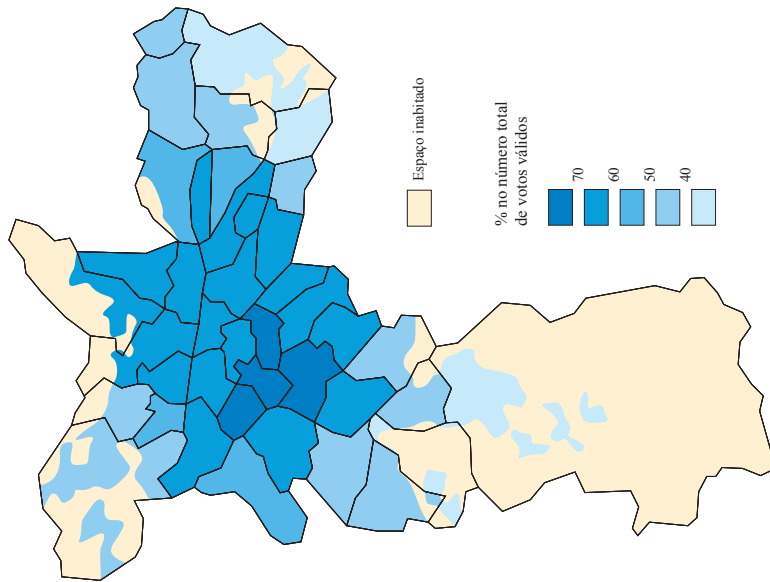 Espaço inabitado
% no número total
de votos válidos
70
60
50
40